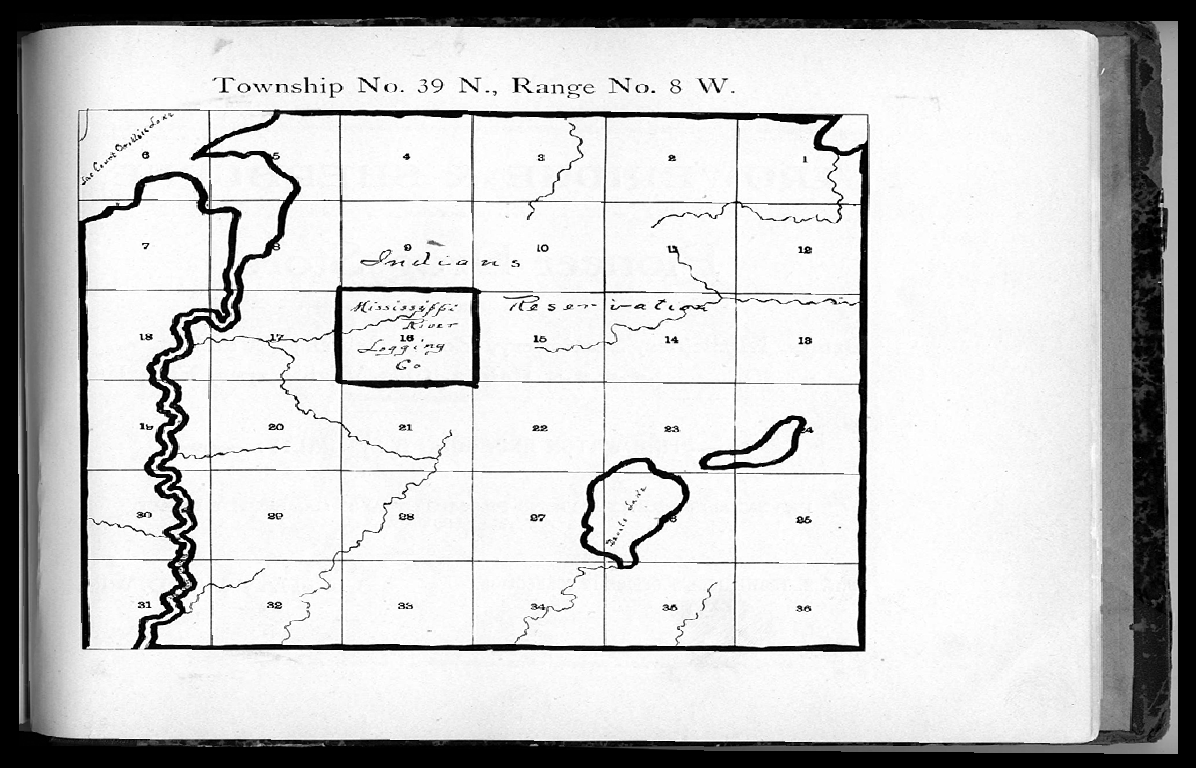 Township No. 39 N., Range No. 8 W.
Lac Court Oreilles Lake
6 5 4 3 2 1
7 8 9 10 11 12
Indians
Reservation
Mississippi
River
Logging
Co
18 17 16 15 14 13
19 20 21 22 23 24
30 29 28 27 26 25
Lake
31 32 33 34 35 36